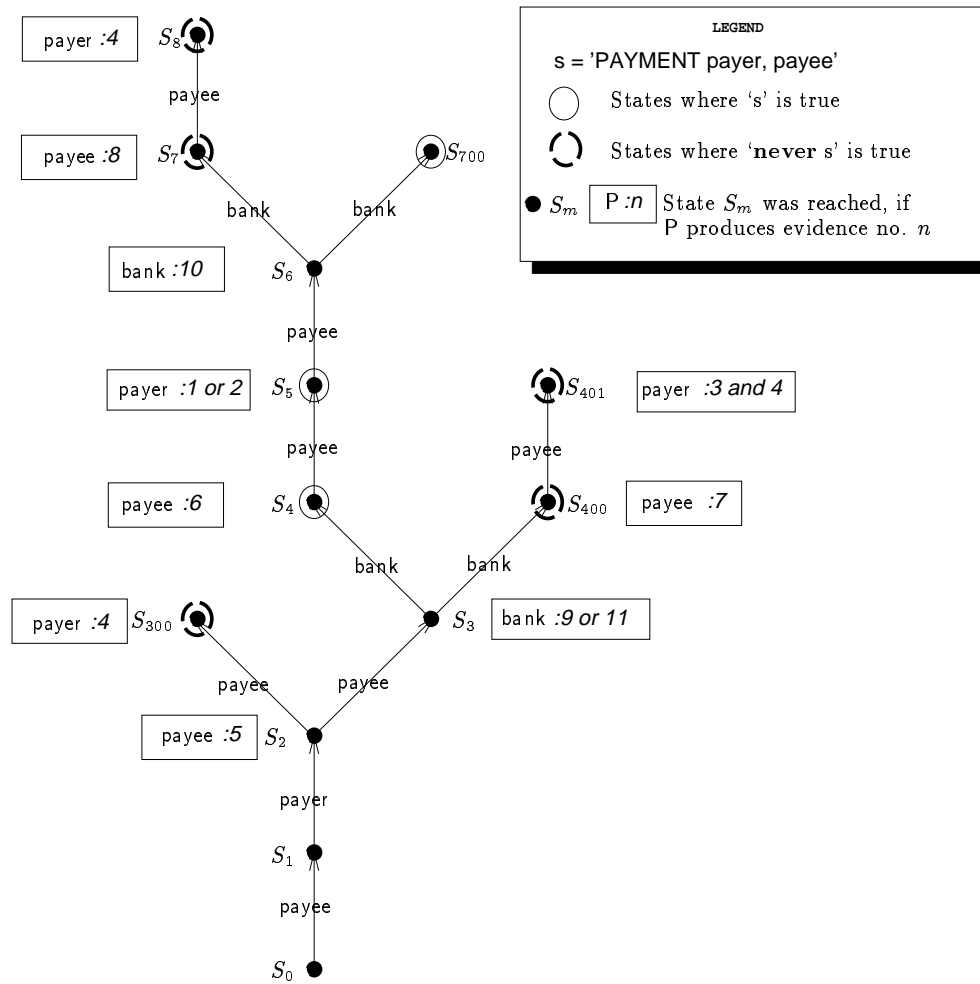 LEGEND
s = 'PAYMENT payer, payee'
States where ‘s’ is true
States where ‘never s’ is true
S_m P :n State S_m was reached, if
P produces evidence no. n
payer :4 S_8
payee
payee :8 S_7 S_700
bank bank
bank :10 S_6
payee
payer :1 or 2 S_5 S_401 payer :3 and 4
payee payee
payee :6 S_4 S_400 payee :7
bank bank
payer :4 S_300 S_3 bank :9 or 11
payee payee
payee :5 S_2
payer
S_1
payee
S_0